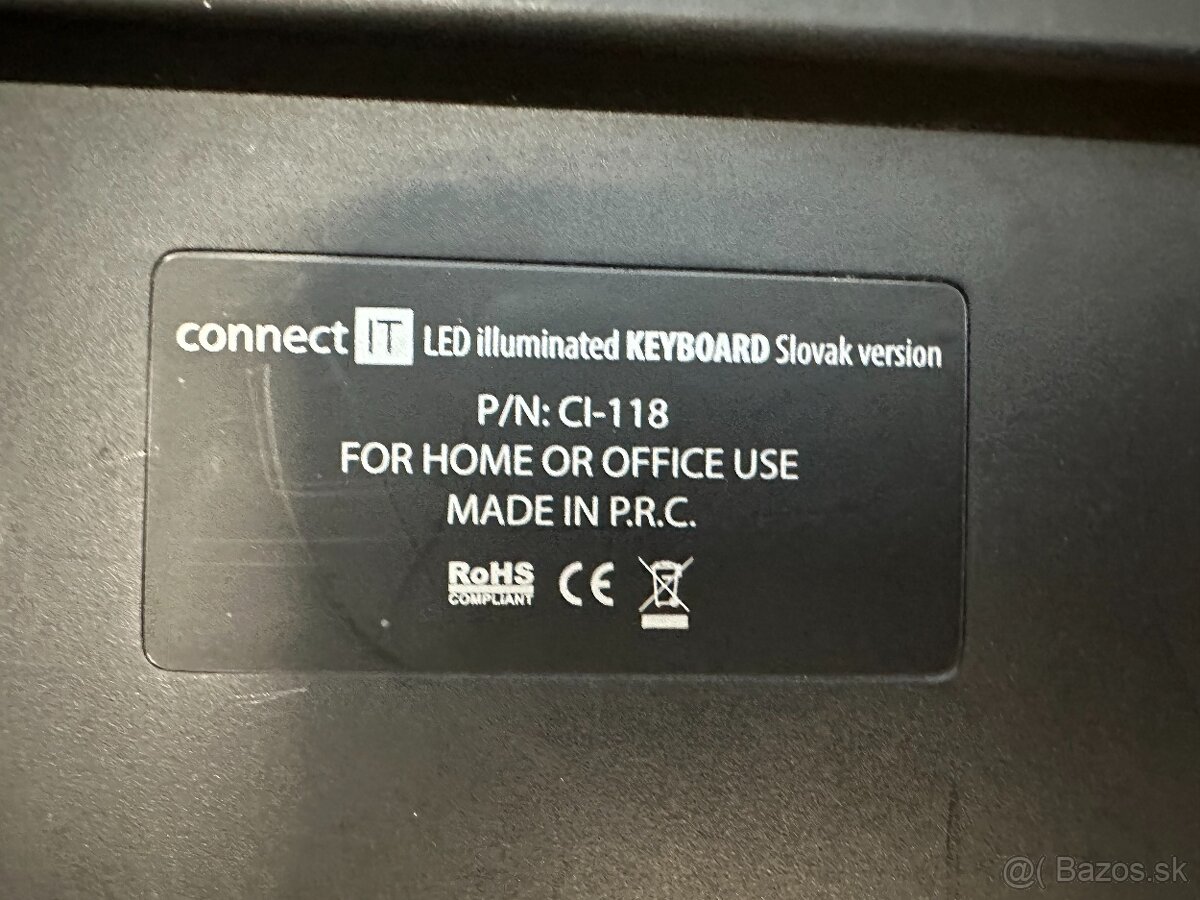 connect IT LED illuminated KEYBOARD Slovak version
P/N: CI-118
FOR HOME OR OFFICE USE
MADE IN P.R.C.
RoHS CE
COMPLIANT
@( Bazos.sk